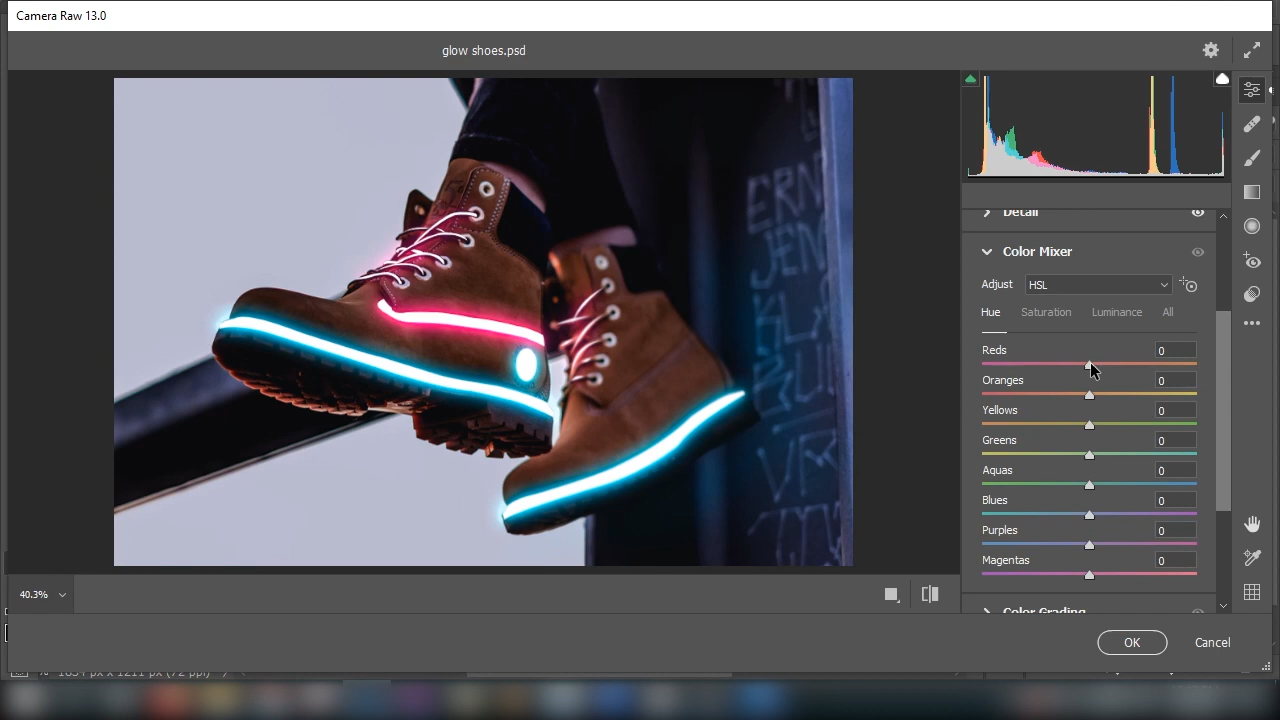 Camera Raw 13.0
glow shoes.psd
Detail
Color Mixer
Adjust HSL
Hue Saturation Luminance All
Reds 0
Oranges 0
Yellows 0
Greens 0
Aquas 0
Blues 0
Purples 0
Magentas 0
Color Grading
40.3%
OK Cancel
ERN
JEN